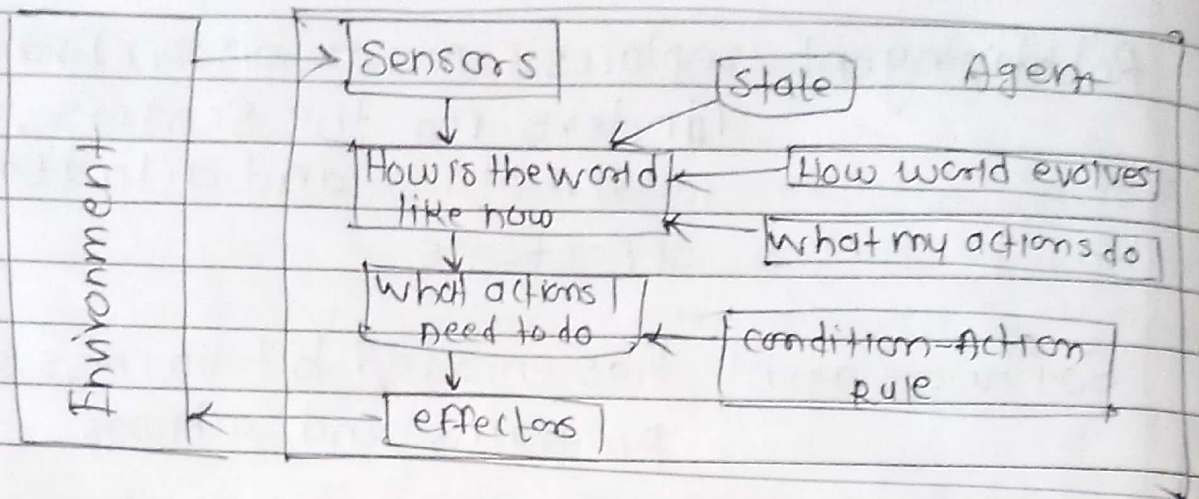 Environment
Sensors
State
Agent
How is the world
like now
How world evolves
What my actions do
What actions
need to do
condition-Action
Rule
effectors